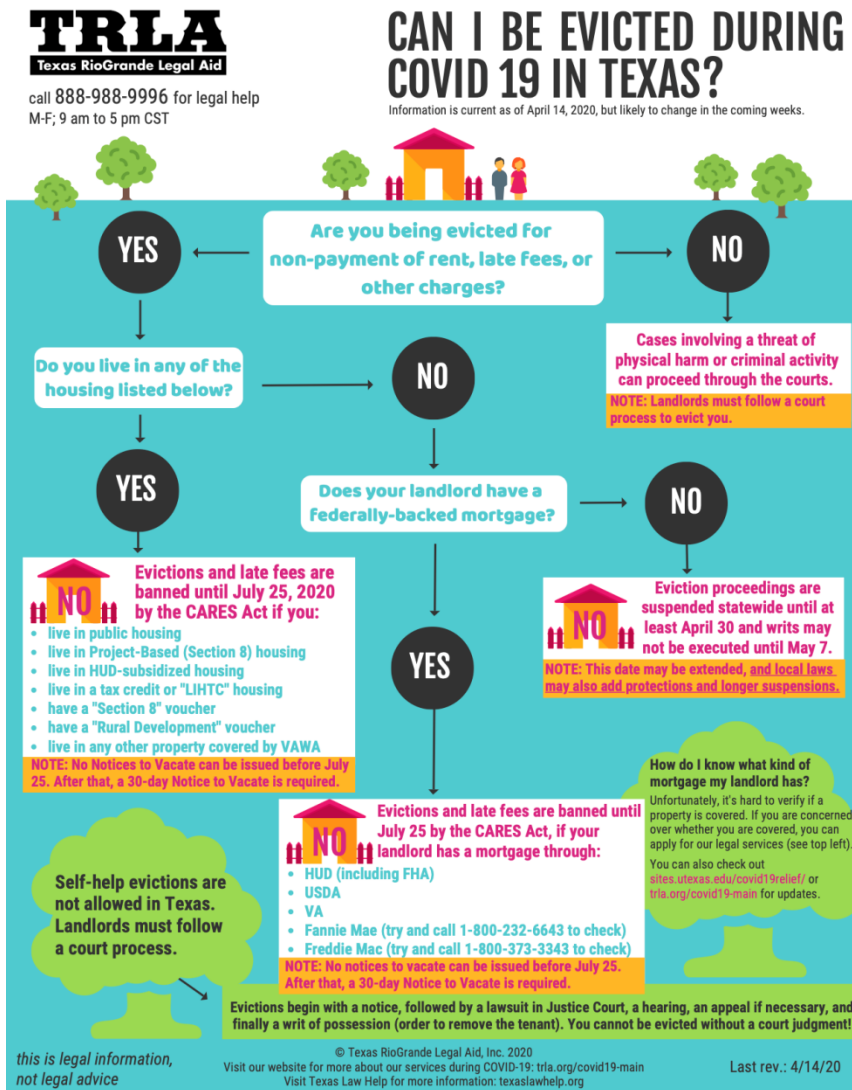 TRLA
Texas RioGrande Legal Aid
call 888-988-9996 for legal help
M-F; 9 am to 5 pm CST
CAN I BE EVICTED DURING
COVID 19 IN TEXAS?
Information is current as of April 14, 2020, but likely to change in the coming weeks.
Are you being evicted for
non-payment of rent, late fees, or
other charges?
YES
NO
Cases involving a threat of
physical harm or criminal activity
can proceed through the courts.
NOTE: Landlords must follow a court
process to evict you.
Do you live in any of the
housing listed below?
NO
YES
Does your landlord have a
federally-backed mortgage?
NO
NO
Evictions and late fees are
banned until July 25, 2020
by the CARES Act if you:
• live in public housing
• live in Project-Based (Section 8) housing
• live in HUD-subsidized housing
• live in a tax credit or "LIHTC" housing
• have a "Section 8" voucher
• have a "Rural Development" voucher
• live in any other property covered by VAWA
NOTE: No Notices to Vacate can be issued before July
25. After that, a 30-day Notice to Vacate is required.
YES
NO
Eviction proceedings are
suspended statewide until at
least April 30 and writs may
not be executed until May 7.
NOTE: This date may be extended, and local laws
may also add protections and longer suspensions.
NO
Evictions and late fees are banned until
July 25 by the CARES Act, if your
landlord has a mortgage through:
• HUD (including FHA)
• USDA
• VA
• Fannie Mae (try and call 1-800-232-6643 to check)
• Freddie Mac (try and call 1-800-373-3343 to check)
NOTE: No notices to vacate can be issued before July 25.
After that, a 30-day Notice to Vacate is required.
How do I know what kind of
mortgage my landlord has?
Unfortunately, it's hard to verify if a
property is covered. If you are concerned
over whether you are covered, you can
apply for our legal services (see top left).
You can also check out
sites.utexas.edu/covid19relief/ or
trla.org/covid19-main for updates.
Self-help evictions are
not allowed in Texas.
Landlords must follow
a court process.
Evictions begin with a notice, followed by a lawsuit in Justice Court, a hearing, an appeal if necessary, and
finally a writ of possession (order to remove the tenant). You cannot be evicted without a court judgment!
this is legal information,
not legal advice
© Texas RioGrande Legal Aid, Inc. 2020
Visit our website for more about our services during COVID-19: trla.org/covid19-main
Visit Texas Law Help for more information: texaslawhelp.org
Last rev.: 4/14/20